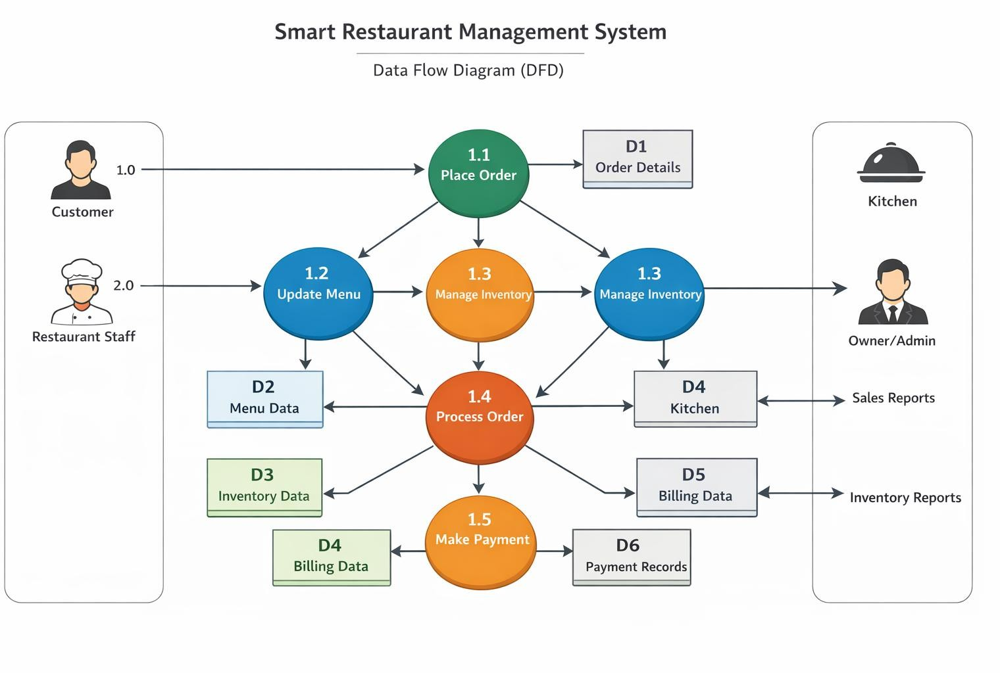 Smart Restaurant Management System
Data Flow Diagram (DFD)
1.0
Customer
1.1
Place Order
D1
Order Details
Kitchen
2.0
Restaurant Staff
1.2
Update Menu
1.3
Manage Inventory
1.3
Manage Inventory
Owner/Admin
D2
Menu Data
1.4
Process Order
D4
Kitchen
Sales Reports
D3
Inventory Data
D5
Billing Data
Inventory Reports
D4
Billing Data
1.5
Make Payment
D6
Payment Records